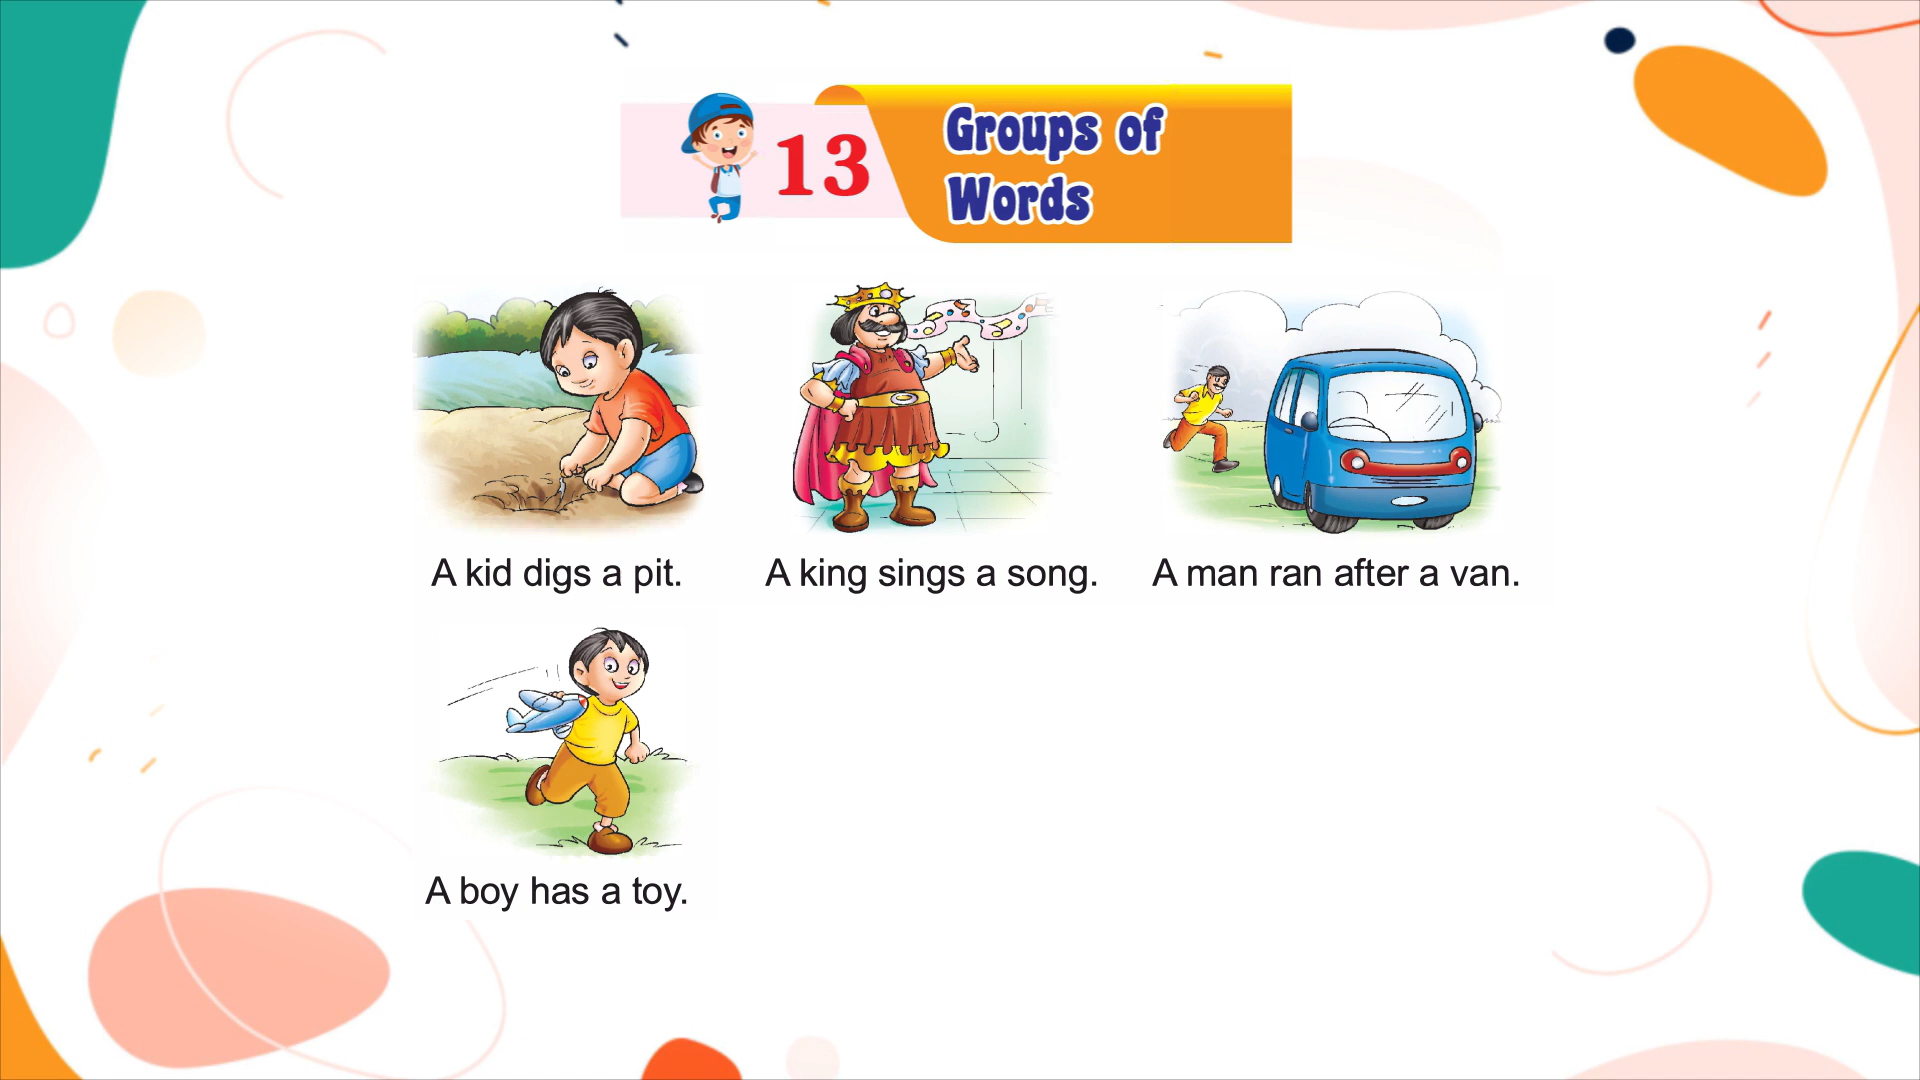 13
Groups of
Words
A kid digs a pit.
A king sings a song.
A man ran after a van.
A boy has a toy.